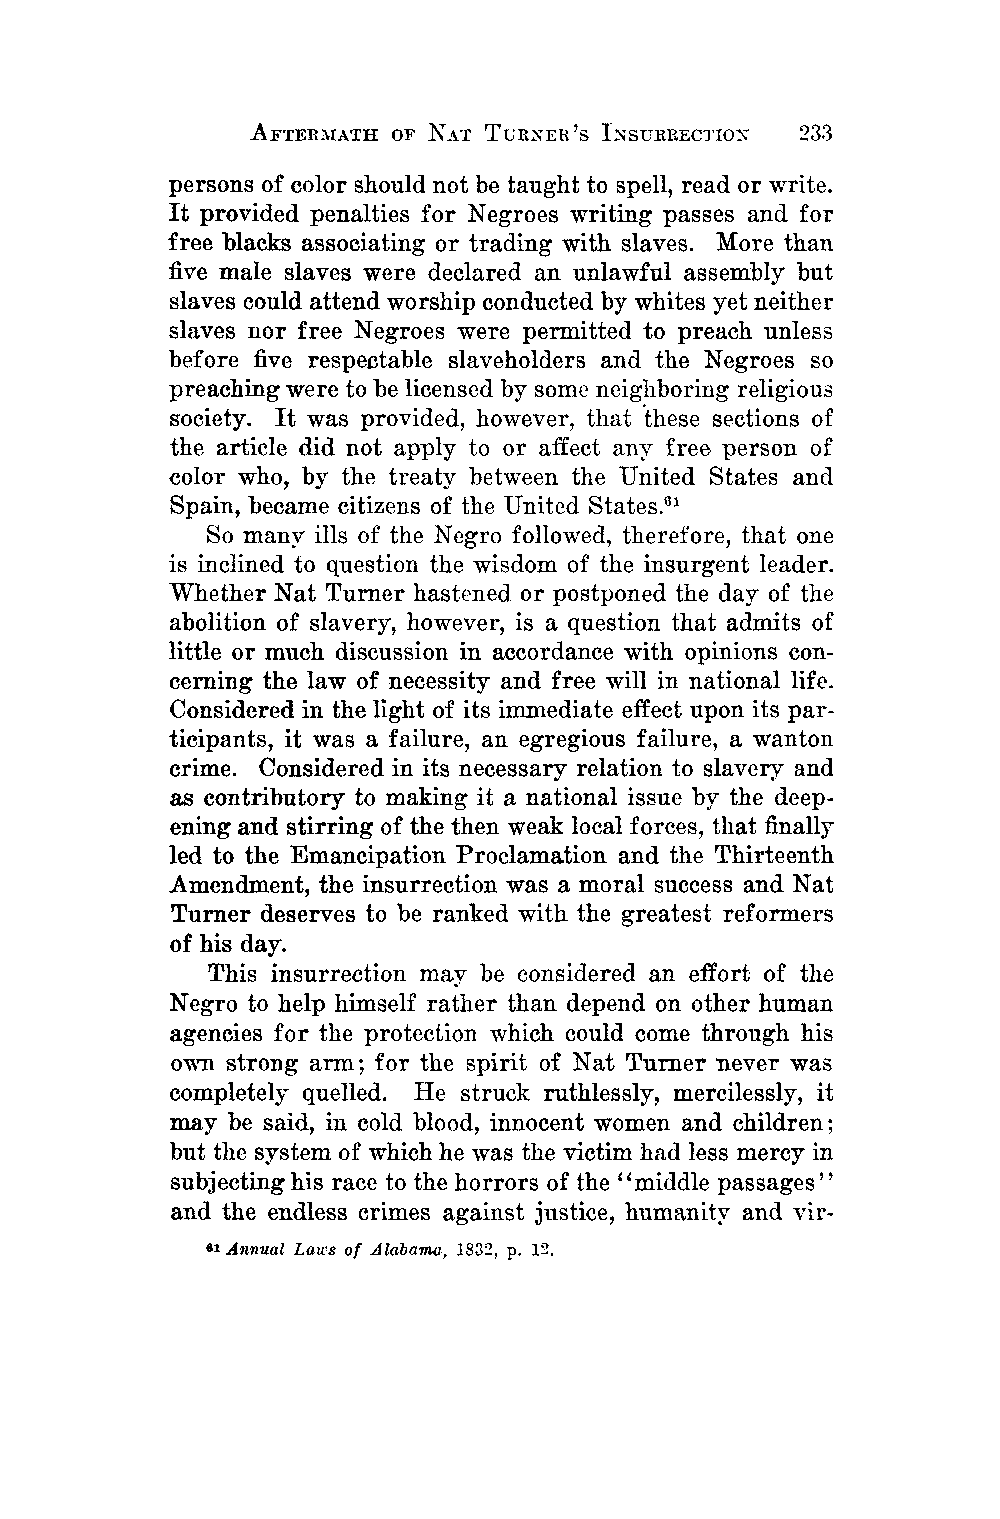 AFTERMATH OF NAT TURNER'S INSURRECTION 233
persons of color should not be taught to spell, read or write.
It provided penalties for Negroes writing passes and for
free blacks associating or trading with slaves. More than
five male slaves were declared an unlawful assembly but
slaves could attend worship conducted by whites yet neither
slaves nor free Negroes were permitted to preach unless
before five respectable slaveholders and the Negroes so
preaching were to be licensed by some neighboring religious
society. It was provided, however, that these sections of
the article did not apply to or affect any free person of
color who, by the treaty between the United States and
Spain, became citizens of the United States.⁶¹
So many ills of the Negro followed, therefore, that one
is inclined to question the wisdom of the insurgent leader.
Whether Nat Turner hastened or postponed the day of the
abolition of slavery, however, is a question that admits of
little or much discussion in accordance with opinions con-
cerning the law of necessity and free will in national life.
Considered in the light of its immediate effect upon its par-
ticipants, it was a failure, an egregious failure, a wanton
crime. Considered in its necessary relation to slavery and
as contributory to making it a national issue by the deep-
ening and stirring of the then weak local forces, that finally
led to the Emancipation Proclamation and the Thirteenth
Amendment, the insurrection was a moral success and Nat
Turner deserves to be ranked with the greatest reformers
of his day.
This insurrection may be considered an effort of the
Negro to help himself rather than depend on other human
agencies for the protection which could come through his
own strong arm; for the spirit of Nat Turner never was
completely quelled. He struck ruthlessly, mercilessly, it
may be said, in cold blood, innocent women and children;
but the system of which he was the victim had less mercy in
subjecting his race to the horrors of the "middle passages"
and the endless crimes against justice, humanity and vir-
⁶¹ Annual Laws of Alabama, 1832, p. 12.